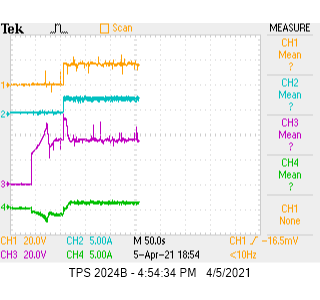 Tek Scan MEASURE
CH1
Mean
?
CH2
Mean
?
CH3
Mean
?
CH4
Mean
?
CH1
None
1
2
3
4
CH1 20.0V CH2 5.00A M 50.0s CH1 -16.5mV
CH3 20.0V CH4 5.00A 5-Apr-21 18:54 <10Hz
TPS 2024B - 4:54:34 PM 4/5/2021